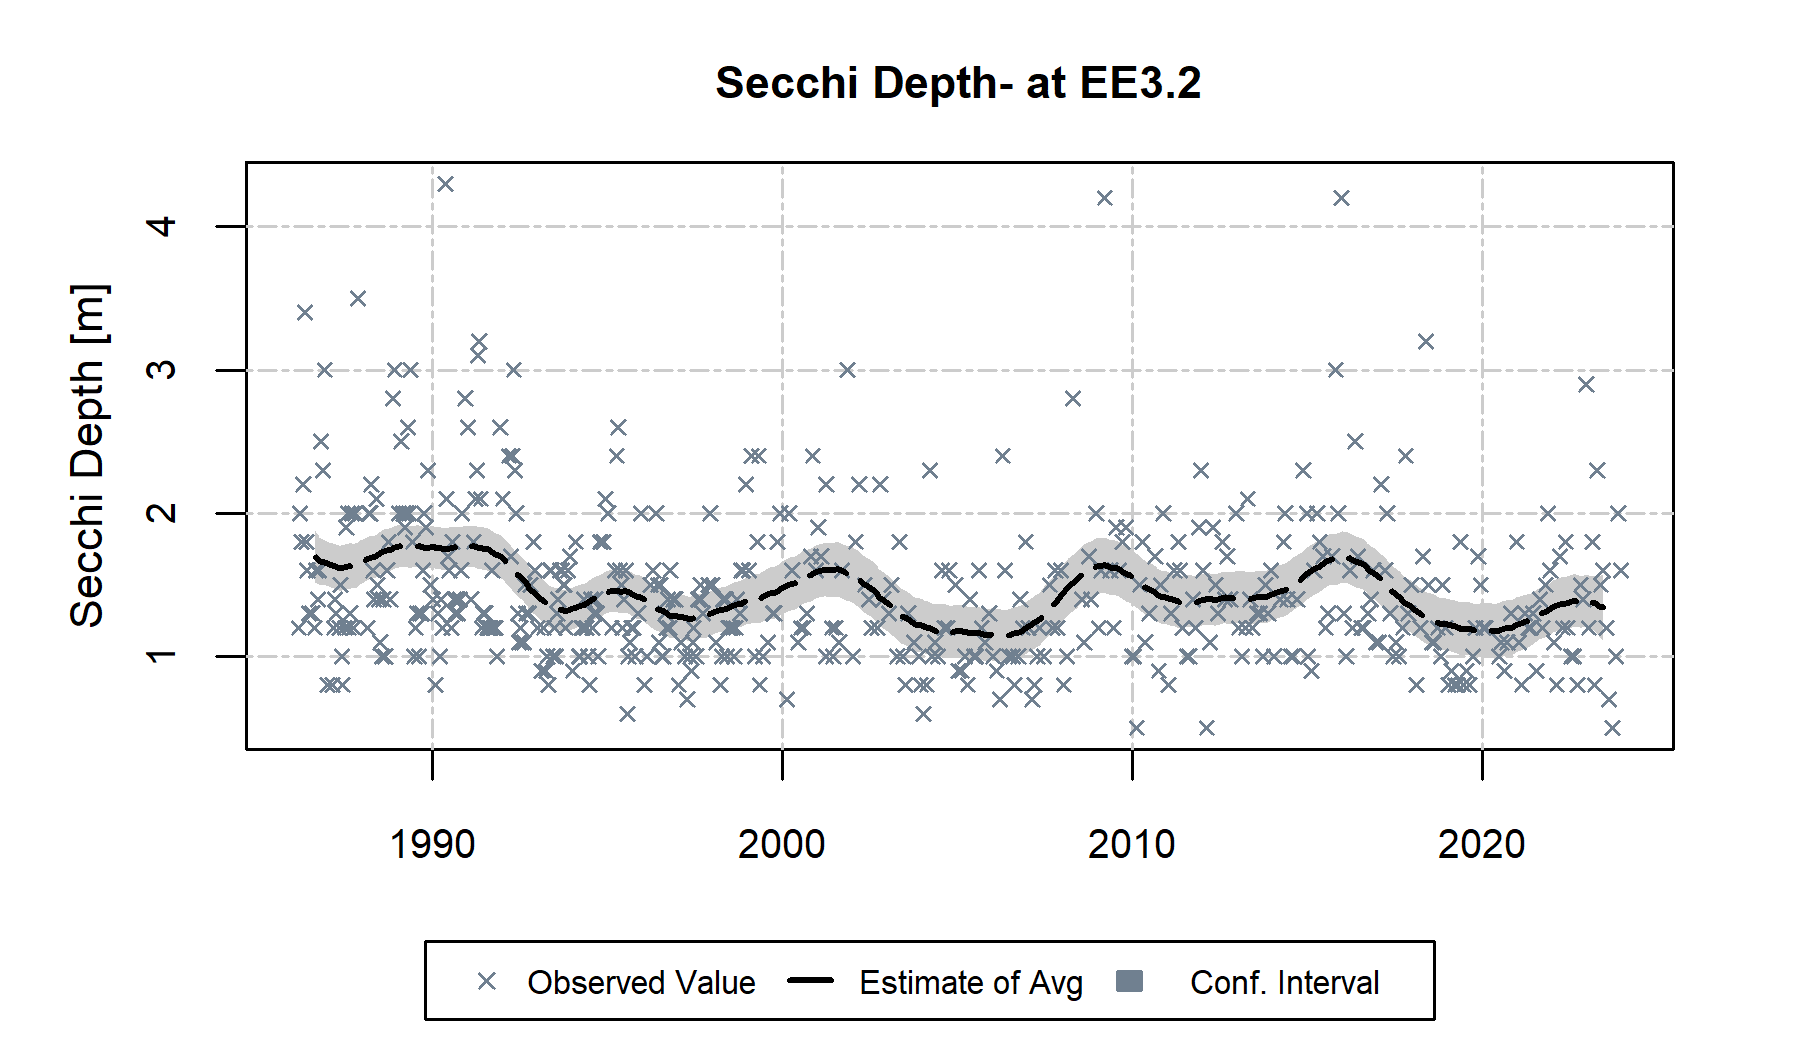 Secchi Depth- at EE3.2
Secchi Depth [m]
4
3
2
1
1990
2000
2010
2020
Observed Value
Estimate of Avg
Conf. Interval